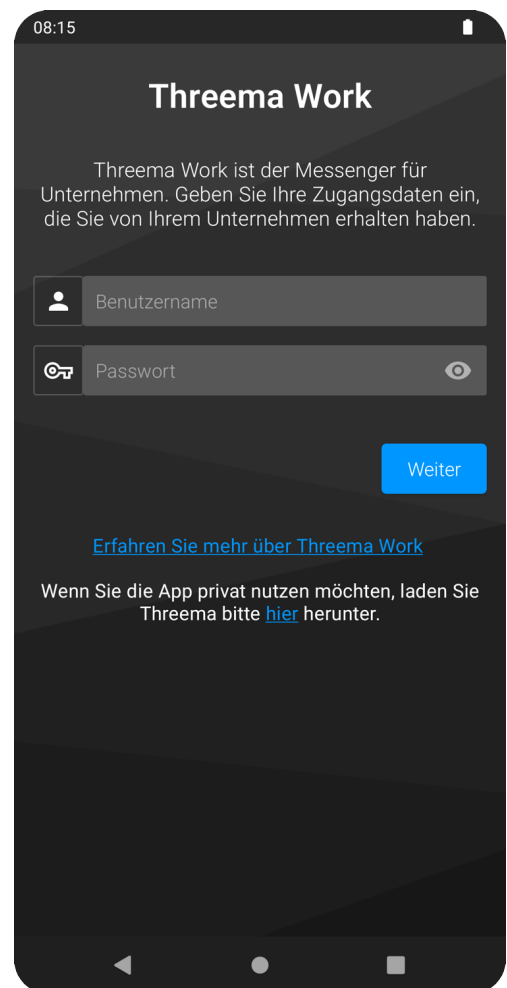 08:15
Threema Work
Threema Work ist der Messenger für
Unternehmen. Geben Sie Ihre Zugangsdaten ein,
die Sie von Ihrem Unternehmen erhalten haben.
Benutzername
Passwort
Weiter
Erfahren Sie mehr über Threema Work
Wenn Sie die App privat nutzen möchten, laden Sie
Threema bitte hier herunter.